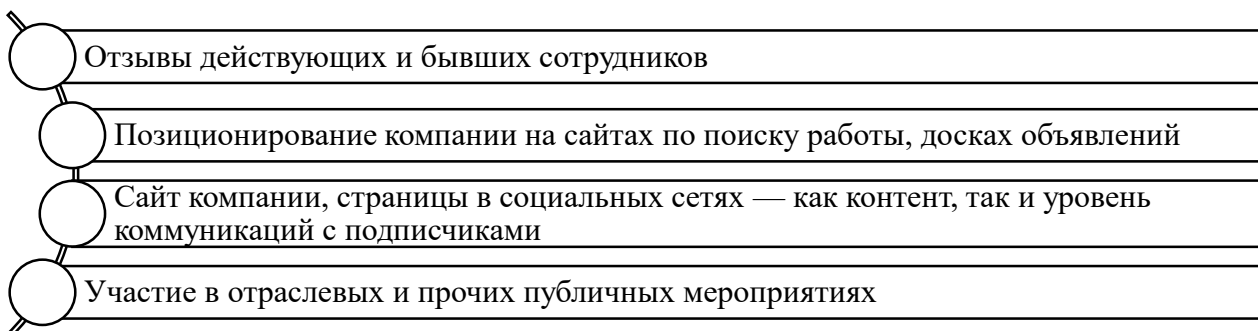 Отзывы действующих и бывших сотрудников
Позиционирование компании на сайтах по поиску работы, досках объявлений
Сайт компании, страницы в социальных сетях — как контент, так и уровень
коммуникаций с подписчиками
Участие в отраслевых и прочих публичных мероприятиях